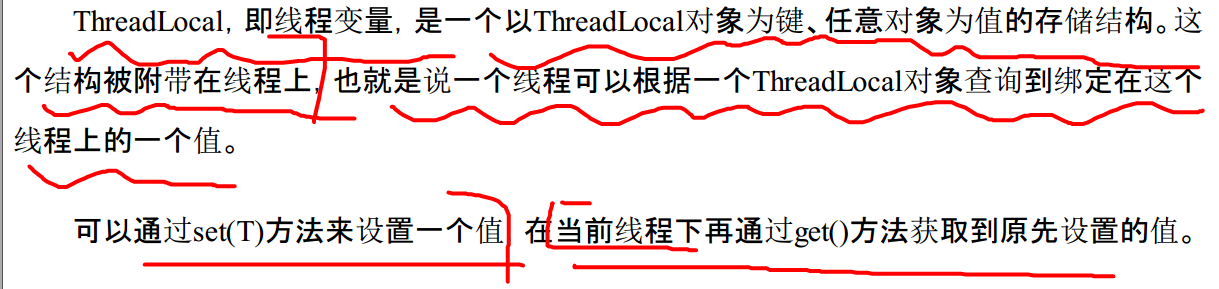 ThreadLocal，即线程变量，是一个以ThreadLocal对象为键、任意对象为值的存储结构。这
个结构被附带在线程上，也就是说一个线程可以根据一个ThreadLocal对象查询到绑定在这个
线程上的一个值。
可以通过set(T)方法来设置一个值 在当前线程下再通过get()方法获取到原先设置的值。